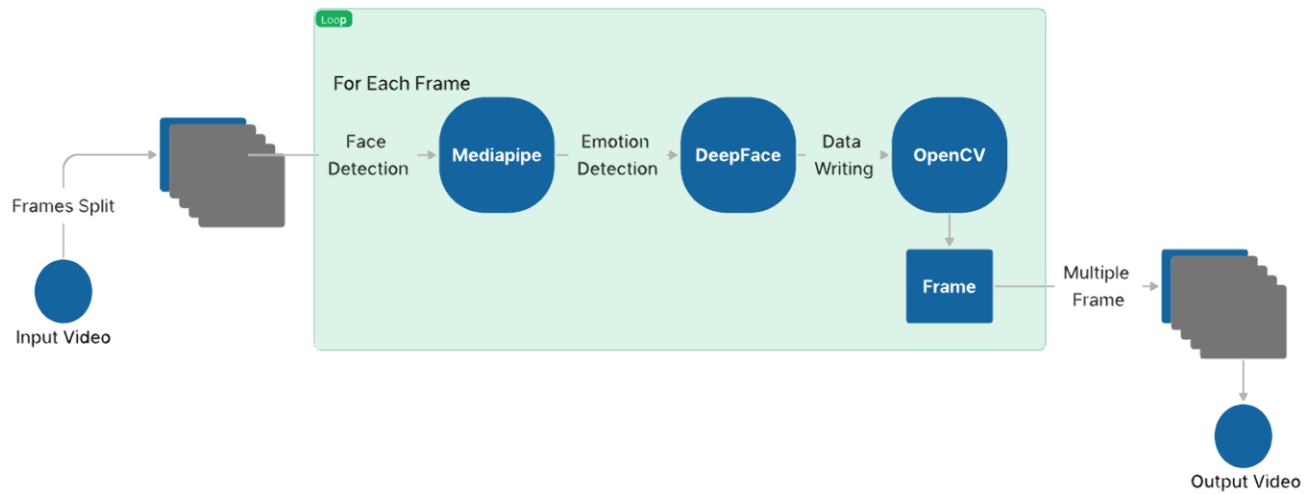 Loop
For Each Frame
Face
Detection
Mediapipe
Emotion
Detection
DeepFace
Data
Writing
OpenCV
Frames Split
Input Video
Frame
Multiple
Frame
Output Video